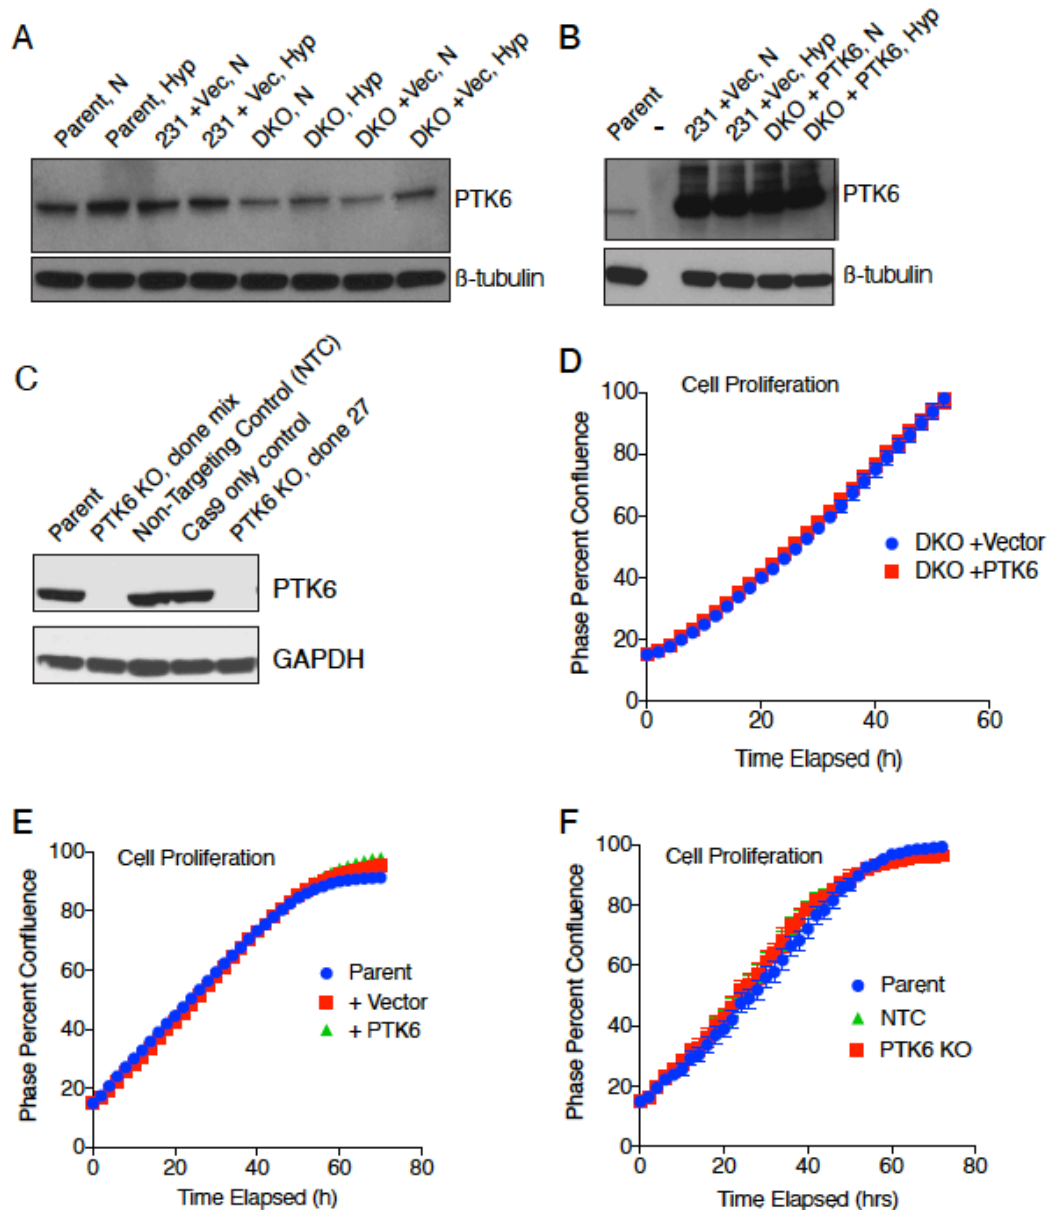 A
Parent, N
Parent, Hyp
231 +Vec, N
231 + Vec, Hyp
DKO, N
DKO, Hyp
DKO +Vec, N
DKO +Vec, Hyp
PTK6
ß-tubulin
B
Parent
-
231 +Vec, N
231 +Vec, Hyp
DKO + PTK6, N
DKO + PTK6, Hyp
PTK6
ß-tubulin
C
Parent
PTK6 KO, clone mix
Non-Targeting Control (NTC)
Cas9 only control
PTK6 KO, clone 27
PTK6
GAPDH
D
Cell Proliferation
Phase Percent Confluence
100
80
60
40
20
0
DKO +Vector
DKO +PTK6
0
20
40
60
Time Elapsed (h)
E
Cell Proliferation
Phase Percent Confluence
100
80
60
40
20
0
Parent
+ Vector
+ PTK6
0
20
40
60
80
Time Elapsed (h)
F
Cell Proliferation
Phase Percent Confluence
100
80
60
40
20
0
Parent
NTC
PTK6 KO
0
20
40
60
80
Time Elapsed (hrs)